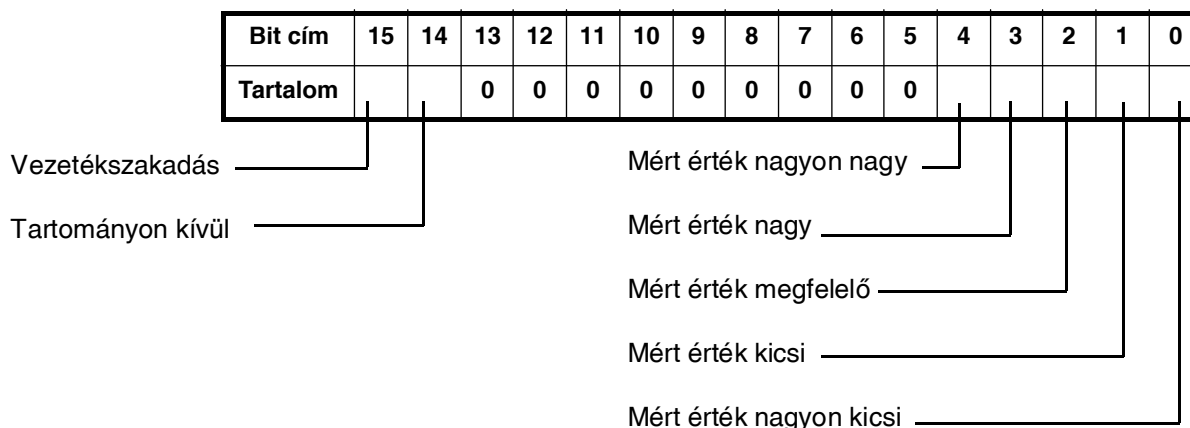 Bit cím 15 14 13 12 11 10 9 8 7 6 5 4 3 2 1 0
Tartalom 0 0 0 0 0 0 0 0 0
Vezetékszakadás
Tartományon kívül
Mért érték nagyon nagy
Mért érték nagy
Mért érték megfelelő
Mért érték kicsi
Mért érték nagyon kicsi